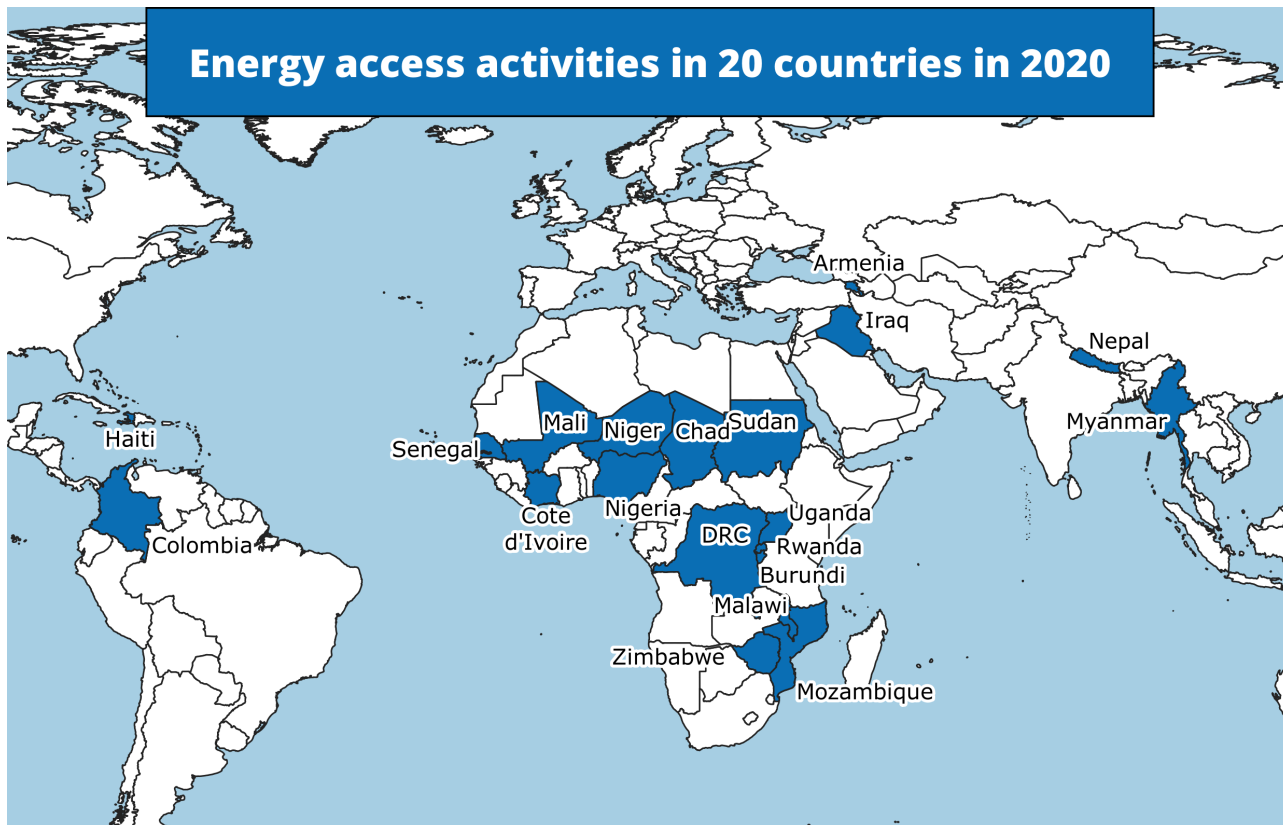 Energy access activities in 20 countries in 2020
Armenia
Iraq
Nepal
Haiti
Mali
Niger
Chad
Sudan
Myanmar
Senegal
Colombia
Cote
d'Ivoire
Nigeria
DRC
Uganda
Rwanda
Burundi
Malawi
Zimbabwe
Mozambique